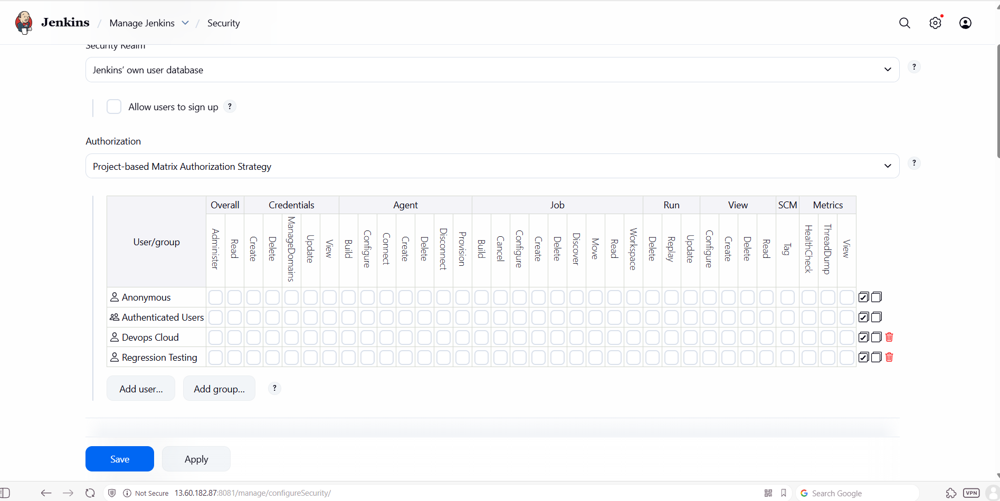 Jenkins / Manage Jenkins / Security
Security Realm
Jenkins’ own user database
?
Allow users to sign up ?
Authorization
Project-based Matrix Authorization Strategy
?
User/group
Overall Credentials Agent Job Run View SCM Metrics
Administer Read Create Delete ManageDomains Update View Build Configure Connect Create Delete Disconnect Provision Build Cancel Configure Create Delete Discover Move Read Workspace Delete Replay Update Configure Create Delete Read Tag HealthCheck ThreadDump View
Anonymous
Authenticated Users
Devops Cloud
Regression Testing
Add user... Add group... ?
Save Apply
Not Secure 13.60.182.87:8081/manage/configureSecurity/ G Search Google VPN